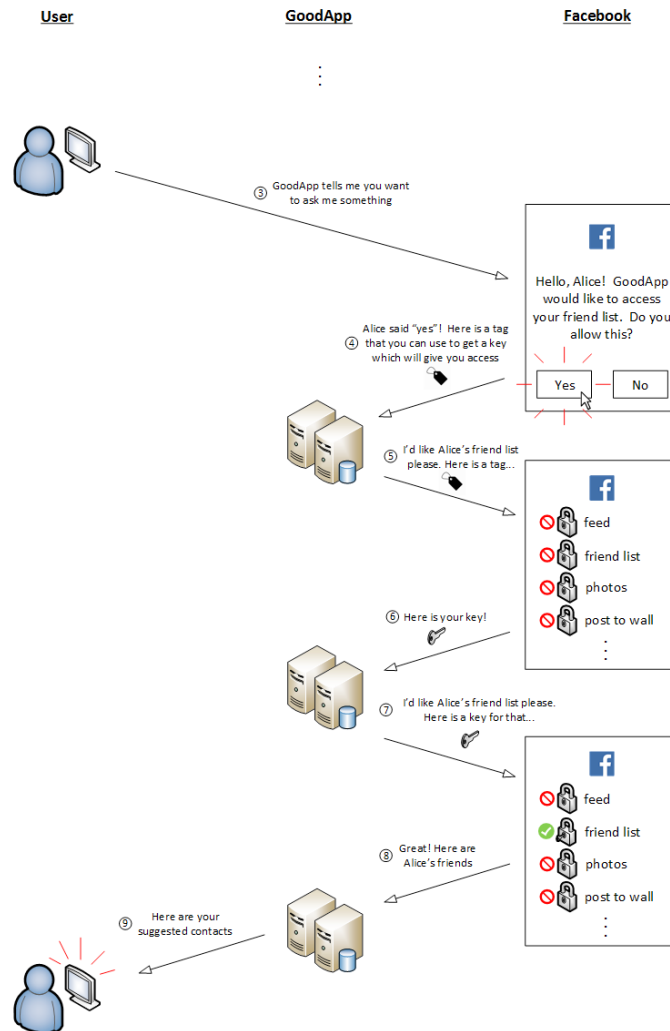 User
GoodApp
Facebook
③ GoodApp tells me you want
to ask me something
Hello, Alice! GoodApp
would like to access
your friend list. Do you
allow this?
Yes
No
④ Alice said "yes"! Here is a tag
that you can use to get a key
which will give you access
⑤ I'd like Alice's friend list
please. Here is a tag...
feed
friend list
photos
post to wall
⑥ Here is your key!
⑦ I'd like Alice's friend list please.
Here is a key for that...
feed
friend list
photos
post to wall
⑧ Great! Here are
Alice's friends
⑨ Here are your
suggested contacts